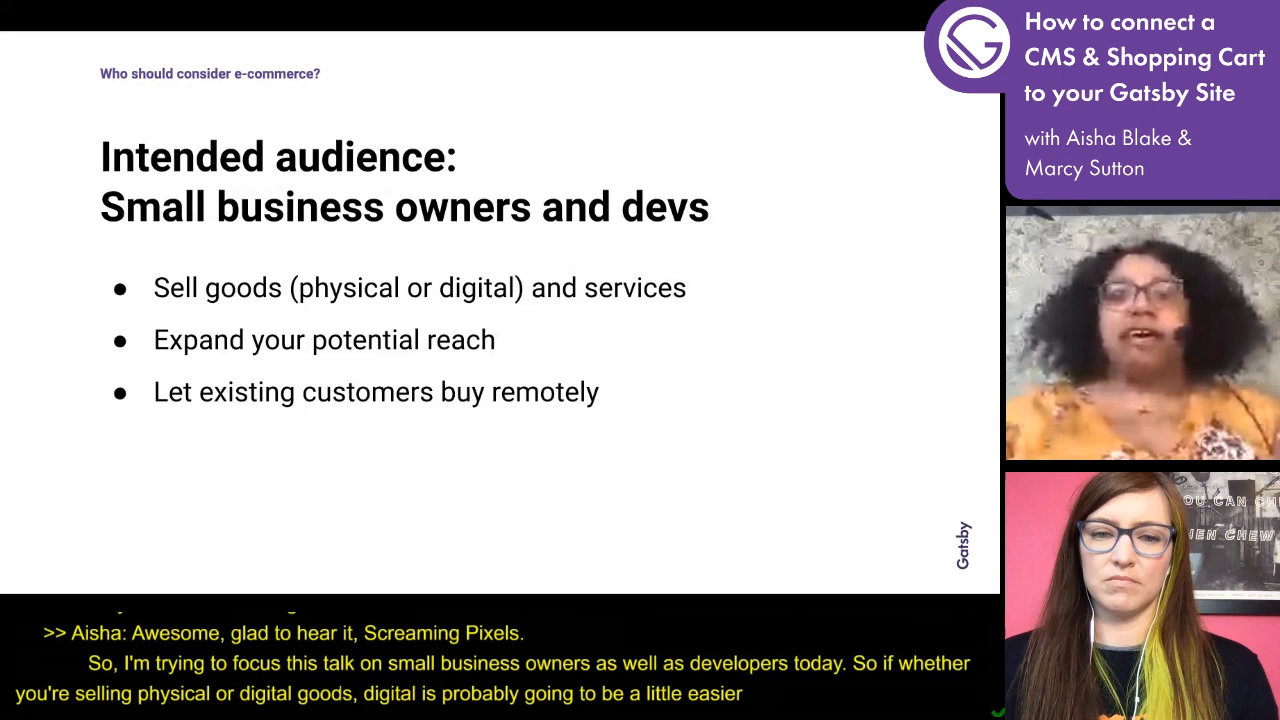 Who should consider e-commerce?
Intended audience:
Small business owners and devs
● Sell goods (physical or digital) and services
● Expand your potential reach
● Let existing customers buy remotely
Gatsby
How to connect a
CMS & Shopping Cart
to your Gatsby Site
with Aisha Blake &
Marcy Sutton
OU CAN
HEN CHEW
>> Aisha: Awesome, glad to hear it, Screaming Pixels.
So, I'm trying to focus this talk on small business owners as well as developers today. So if whether
you're selling physical or digital goods, digital is probably going to be a little easier